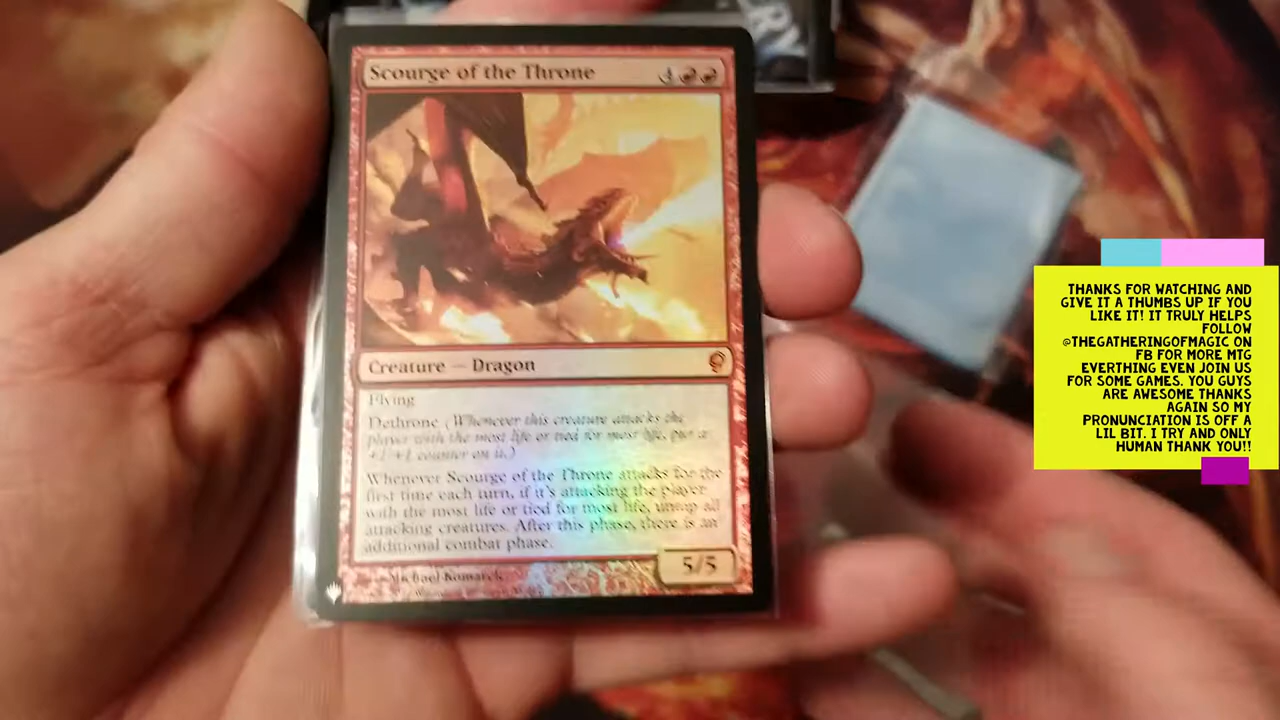 Scourge of the Throne
4
Creature — Dragon
Flying
Dethrone (Whenever this creature attacks the
player with the most life or tied for most life, put a
+1/+1 counter on it.)
Whenever Scourge of the Throne attacks for the
first time each turn, if it's attacking the player
with the most life or tied for most life, untap all
attacking creatures. After this phase, there is an
additional combat phase.
5/5
Michael Komarck
THANKS FOR WATCHING AND
GIVE IT A THUMBS UP IF YOU
LIKE IT! IT TRULY HELPS
FOLLOW
@THEGATHERINGOFMAGIC ON
FB FOR MORE MTG
EVERTHING EVEN JOIN US
FOR SOME GAMES. YOU GUYS
ARE AWESOME THANKS
AGAIN SO MY
PRONUNCIATION IS OFF A
LIL BIT. I TRY AND ONLY
HUMAN THANK YOU!!